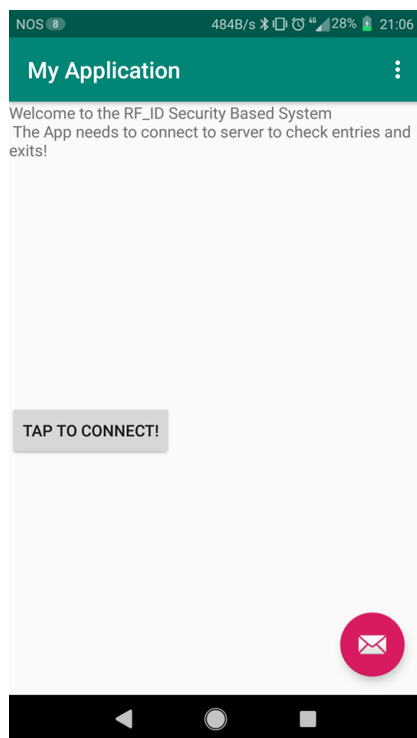 NOS 8 484B/s 4G 28% 21:06
My Application
Welcome to the RF_ID Security Based System
The App needs to connect to server to check entries and
exits!
TAP TO CONNECT!